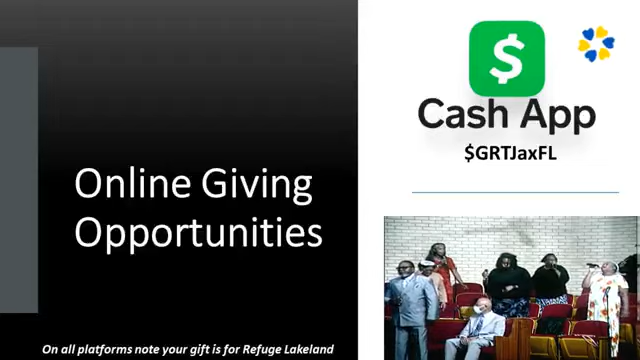 Online Giving
Opportunities
On all platforms note your gift is for Refuge Lakeland
$
Cash App
$GRTJaxFL